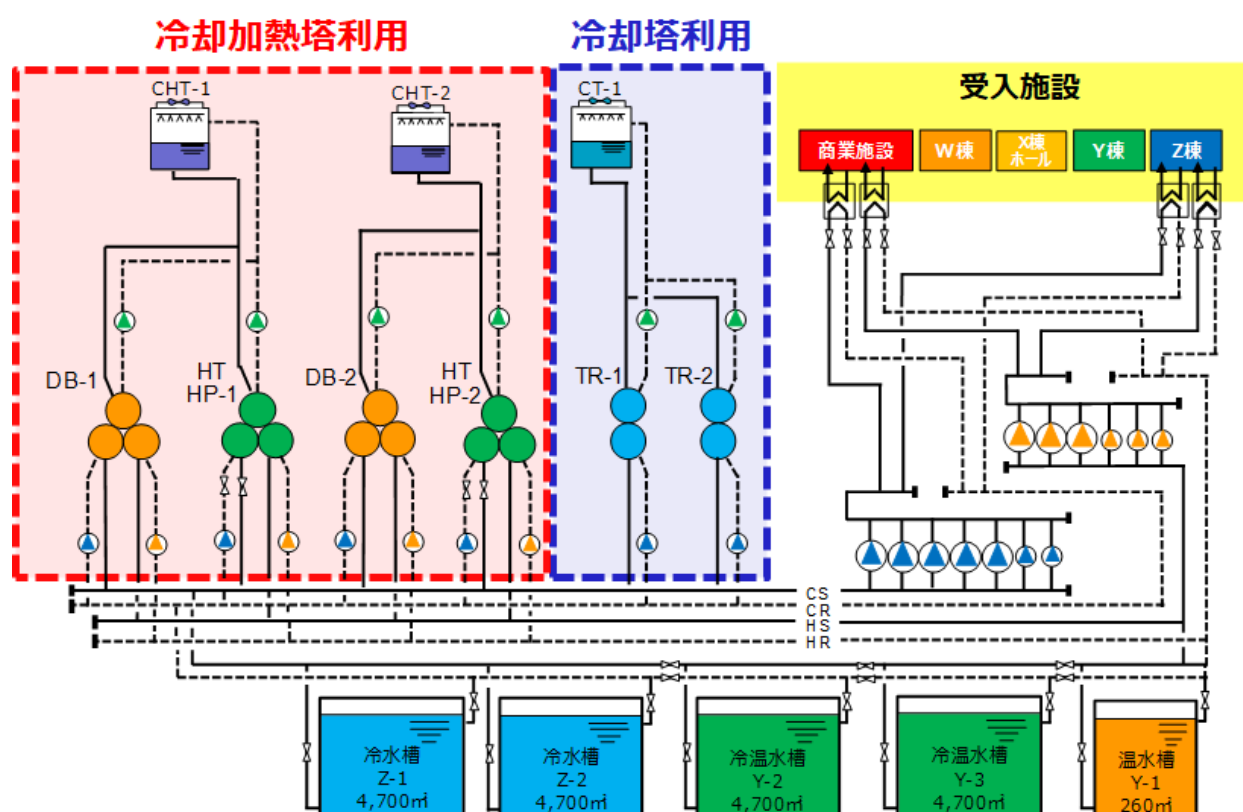 冷却加熱塔利用
冷却塔利用
受入施設
CHT-1
CHT-2
CT-1
商業施設
W棟
X棟
ホール
Y棟
Z棟
DB-1
HT
HP-1
DB-2
HT
HP-2
TR-1
TR-2
CS
CR
HS
HR
冷水槽
Z-1
4,700㎥
冷水槽
Z-2
4,700㎥
冷温水槽
Y-2
4,700㎥
冷温水槽
Y-3
4,700㎥
温水槽
Y-1
260㎥